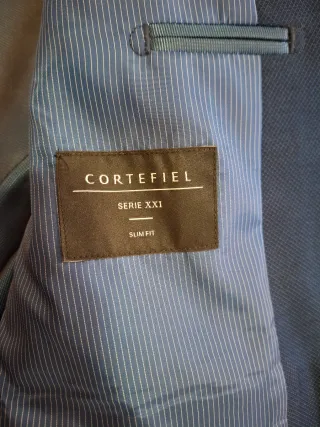 CORTEFIEL
SERIE XXI
SLIM FIT